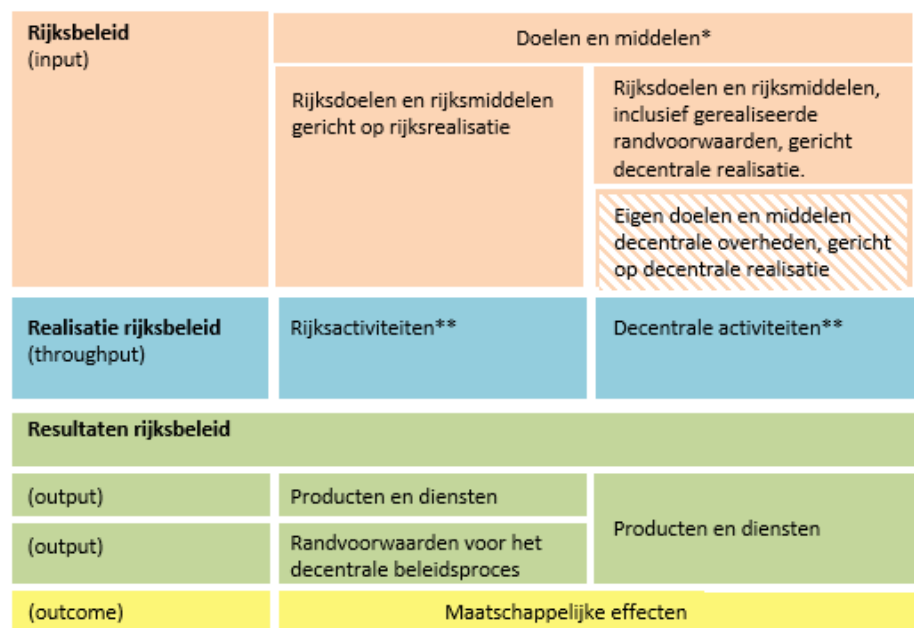 Rijksbeleid
(input)
Doelen en middelen*
Rijksdoelen en rijksmiddelen
gericht op rijksrealisatie
Rijksdoelen en rijksmiddelen,
inclusief gerealiseerde
randvoorwaarden, gericht
decentrale realisatie.
Eigen doelen en middelen
decentrale overheden, gericht
op decentrale realisatie
Realisatie rijksbeleid
(throughput)
Rijksactiviteiten**
Decentrale activiteiten**
Resultaten rijksbeleid
(output)
Producten en diensten
(output)
Randvoorwaarden voor het
decentrale beleidsproces
Producten en diensten
(outcome)
Maatschappelijke effecten